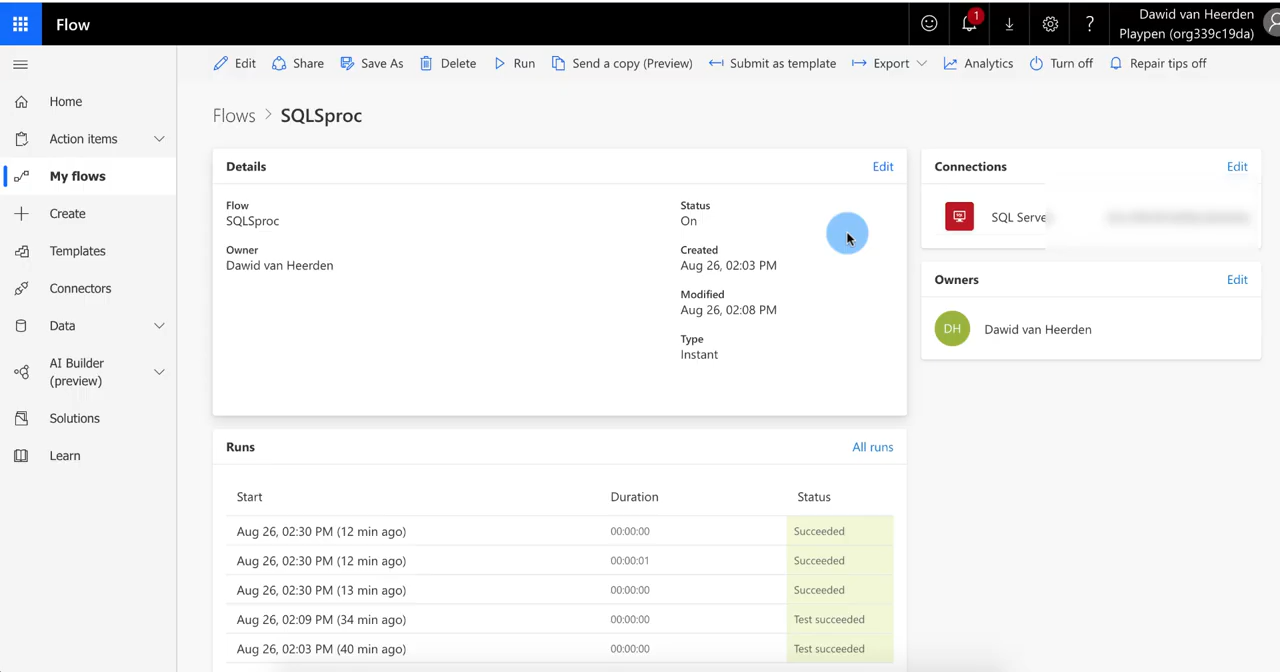 Flow
1
?
Dawid van Heerden
Playpen (org339c19da)
Edit
Share
Save As
Delete
Run
Send a copy (Preview)
Submit as template
Export
Analytics
Turn off
Repair tips off
Home
Action items
My flows
Create
Templates
Connectors
Data
AI Builder
(preview)
Solutions
Learn
Flows > SQLSproc
Details
Edit
Flow
SQLSproc
Owner
Dawid van Heerden
Status
On
Created
Aug 26, 02:03 PM
Modified
Aug 26, 02:08 PM
Type
Instant
Connections
Edit
SQL Serve
Owners
Edit
DH
Dawid van Heerden
Runs
All runs
Start Duration Status
Aug 26, 02:30 PM (12 min ago) 00:00:00 Succeeded
Aug 26, 02:30 PM (12 min ago) 00:00:01 Succeeded
Aug 26, 02:30 PM (13 min ago) 00:00:00 Succeeded
Aug 26, 02:09 PM (34 min ago) 00:00:00 Test succeeded
Aug 26, 02:03 PM (40 min ago) 00:00:00 Test succeeded